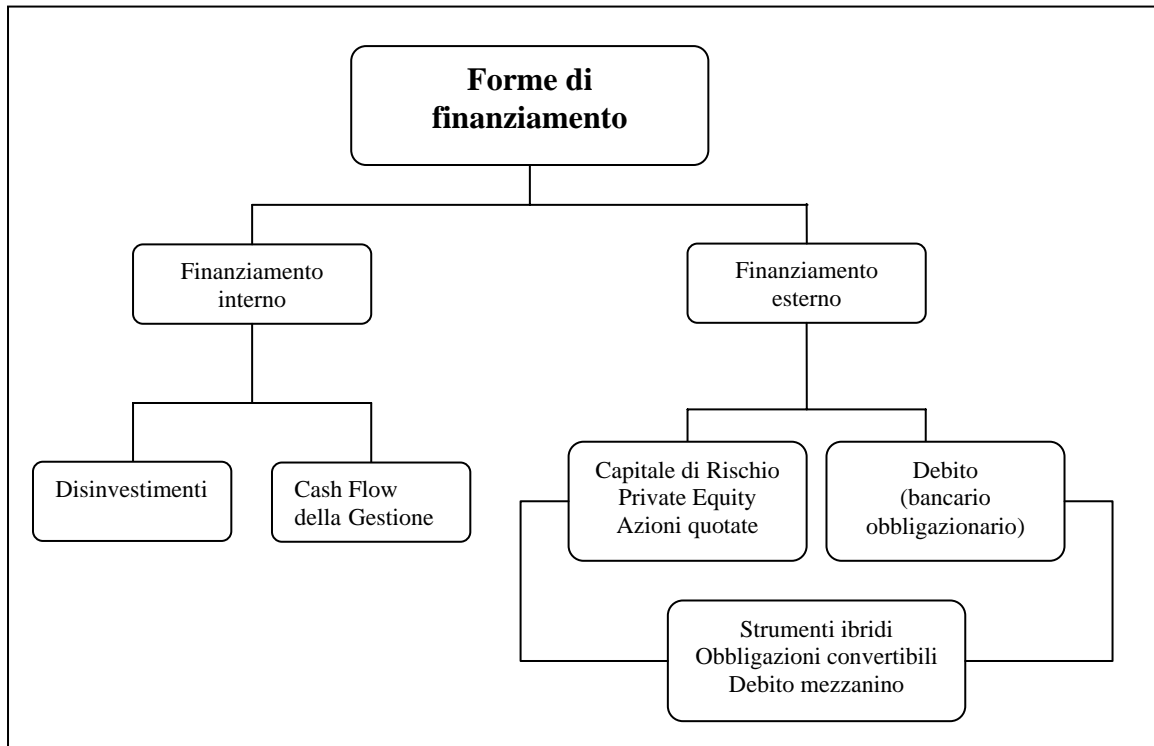 Forme di
finanziamento
Finanziamento
interno
Finanziamento
esterno
Disinvestimenti
Cash Flow
della Gestione
Capitale di Rischio
Private Equity
Azioni quotate
Debito
(bancario
obbligazionario)
Strumenti ibridi
Obbligazioni convertibili
Debito mezzanino